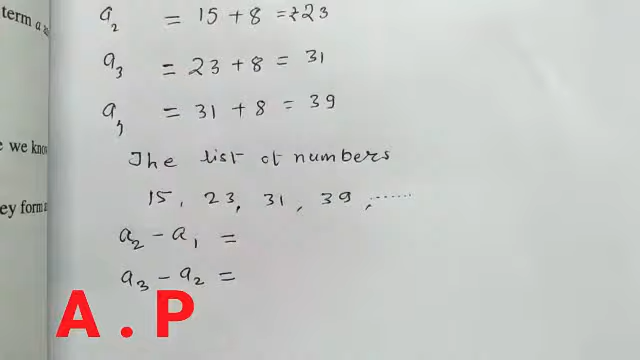 term a
a₂ = 15 + 8 = 23
a₃ = 23 + 8 = 31
a₄ = 31 + 8 = 39
e we know
The list of numbers
15, 23, 31, 39, .......
ey form a
a₂ - a₁ =
a₃ - a₂ =
A . P